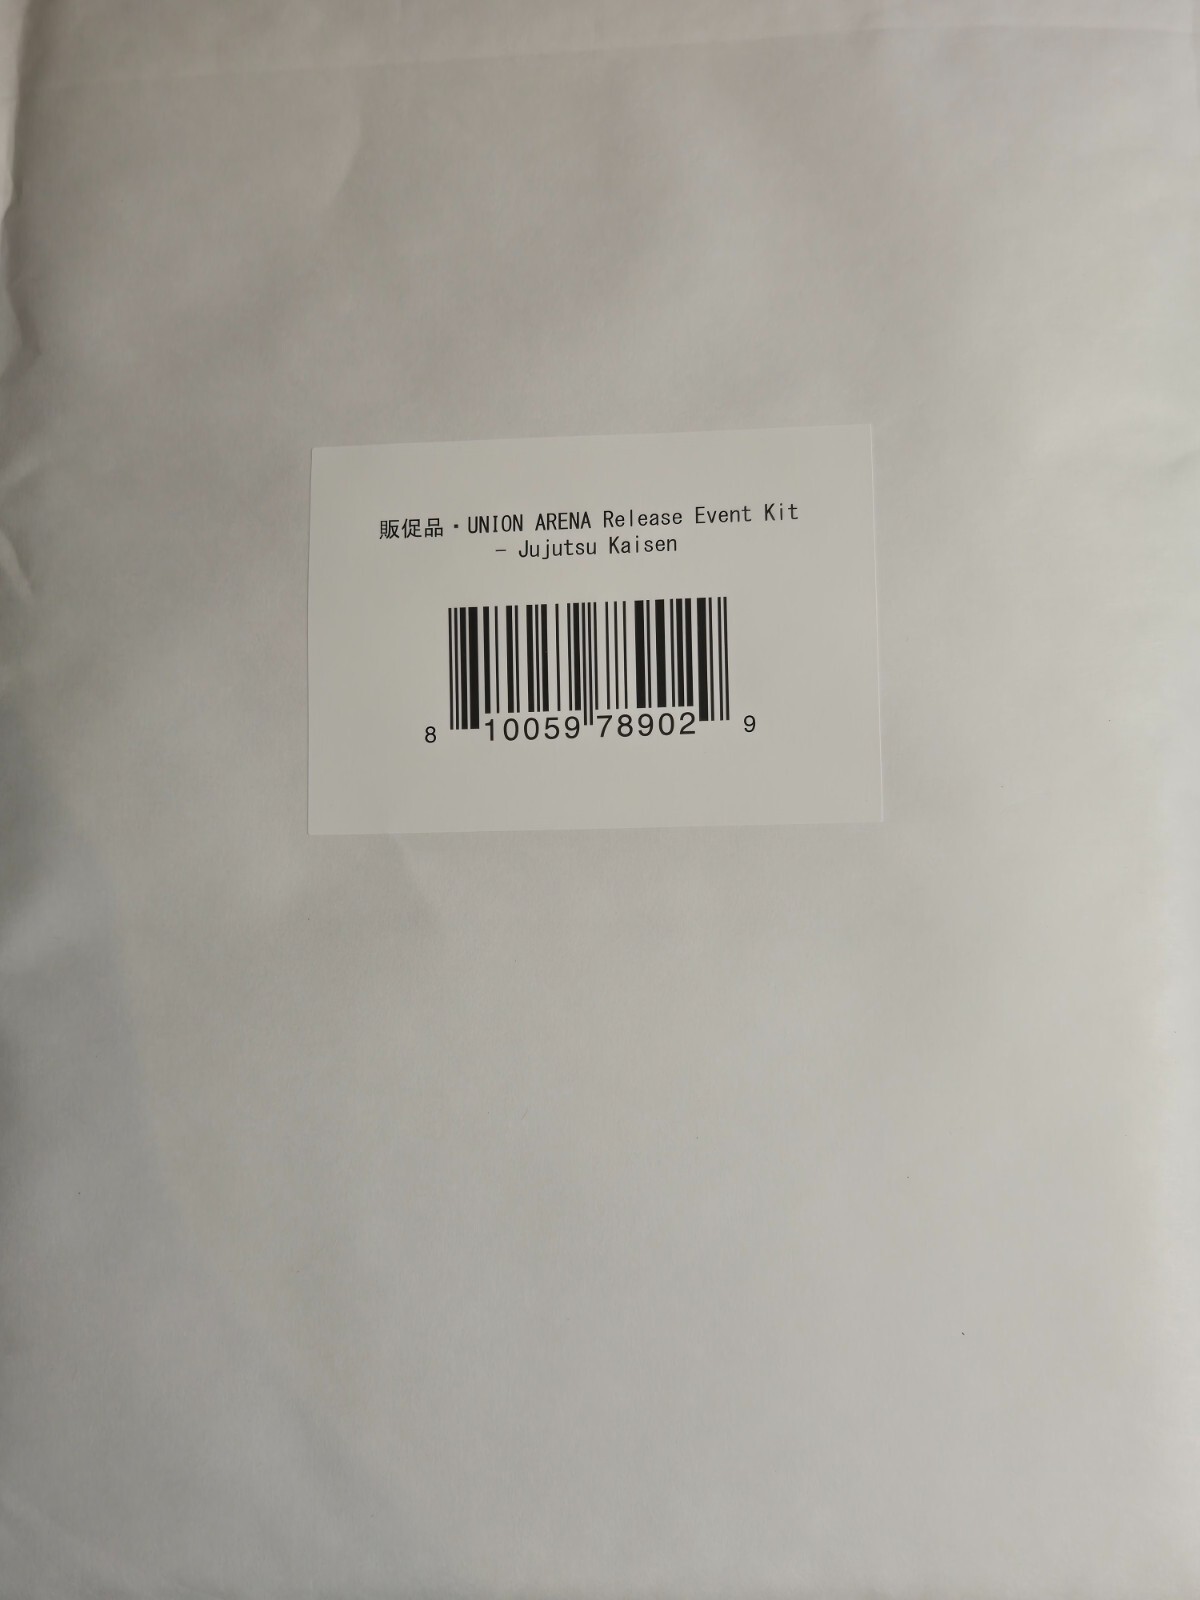 販促品・UNION ARENA Release Event Kit
- Jujutsu Kaisen
8 10059 78902 9